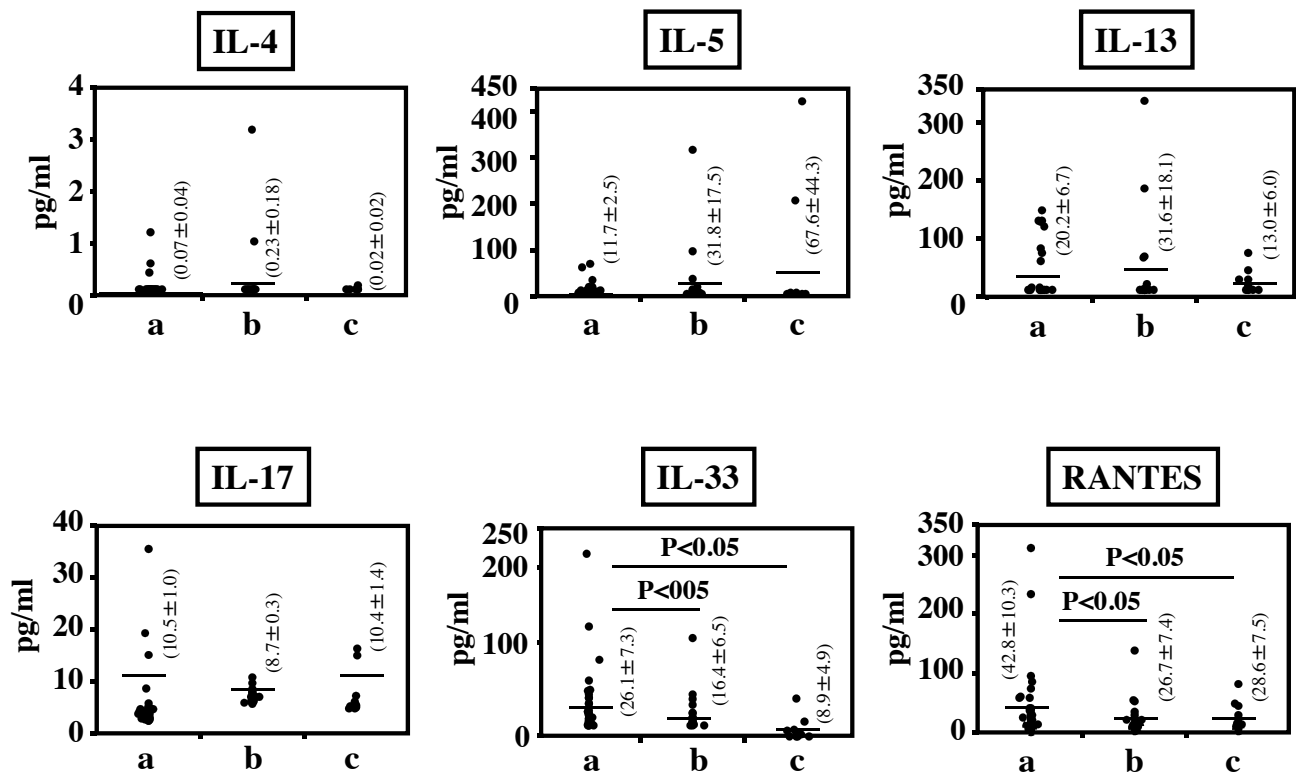 IL-4
pg/ml
4
3
2
1
0
(0.07±0.04)
(0.23±0.18)
(0.02±0.02)
a b c
IL-5
pg/ml
450
400
300
200
100
0
(11.7±2.5)
(31.8±17.5)
(67.6±44.3)
a b c
IL-13
pg/ml
350
300
200
100
0
(20.2±6.7)
(31.6±18.1)
(13.0±6.0)
a b c
IL-17
pg/ml
40
30
20
10
0
(10.5±1.0)
(8.7±0.3)
(10.4±1.4)
a b c
IL-33
pg/ml
250
200
100
0
P<0.05
P<005
(26.1±7.3)
(16.4±6.5)
(8.9±4.9)
a b c
RANTES
pg/ml
350
300
200
100
0
P<0.05
P<0.05
(42.8±10.3)
(26.7±7.4)
(28.6±7.5)
a b c